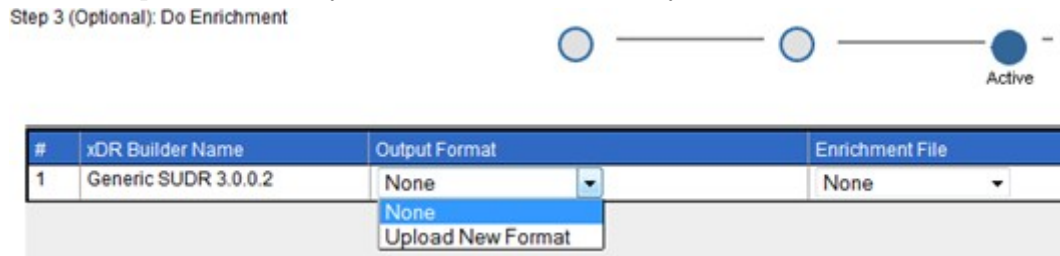 Step 3 (Optional): Do Enrichment
Active
# xDR Builder Name Output Format Enrichment File
1 Generic SUDR 3.0.0.2 None None
None
Upload New Format